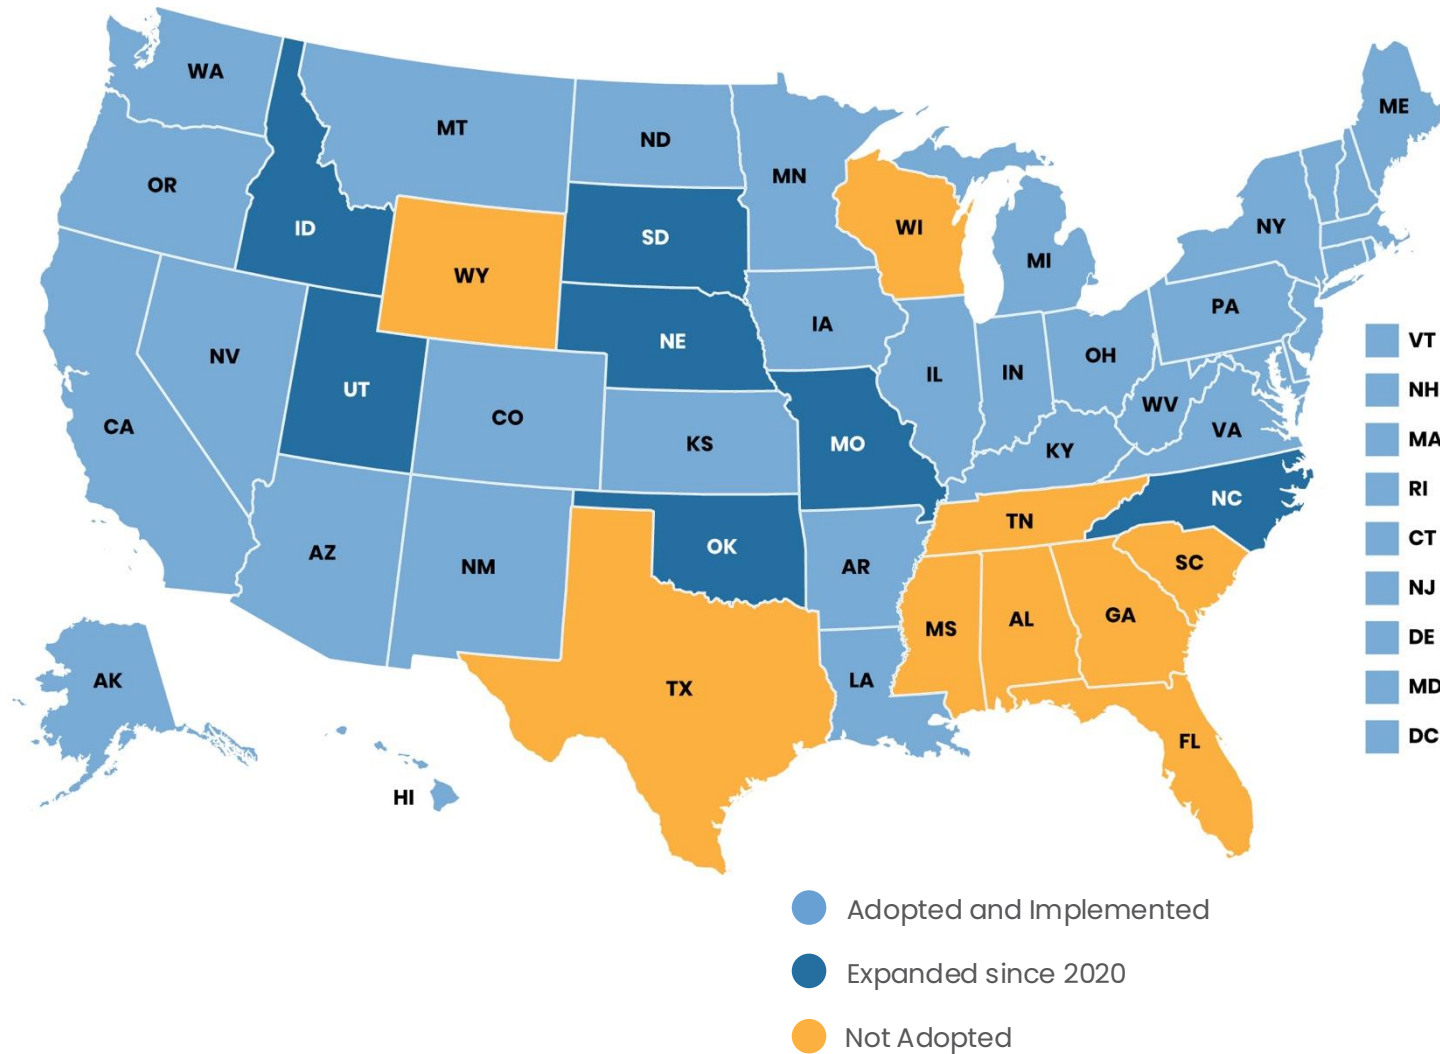 WA
ME
MT
ND
MN
OR
NY
WI
ID
SD
MI
WY
PA
IA
VT
NE
NV
OH
IN
IL
UT
NH
WV
CO
CA
VA
MA
KS
MO
KY
RI
NC
TN
CT
OK
AZ
SC
NM
AR
NJ
GA
AL
MS
DE
AK
LA
TX
MD
DC
FL
HI
Adopted and Implemented
Expanded since 2020
Not Adopted